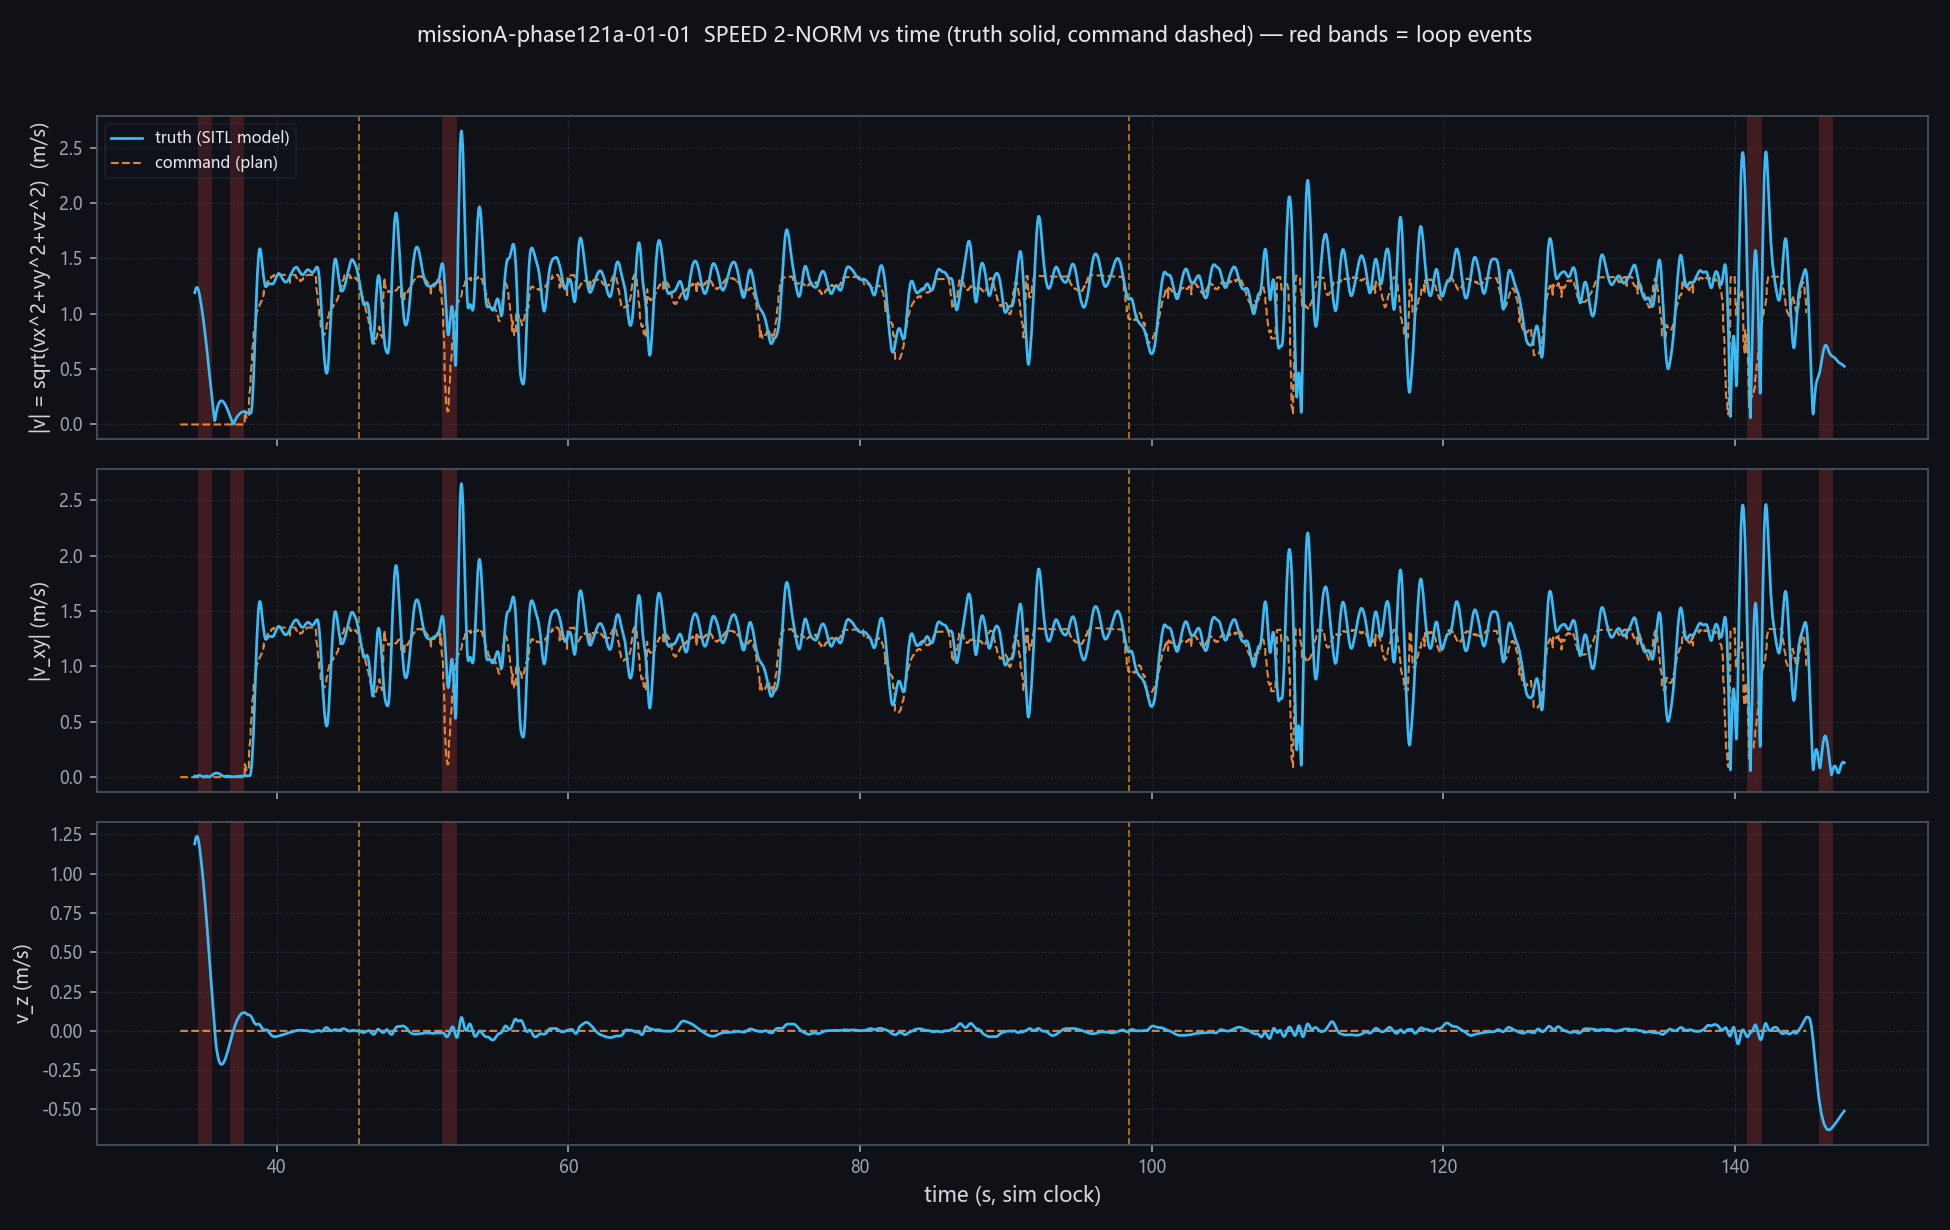 missionA-phase121a-01-01  SPEED 2-NORM vs time (truth solid, command dashed) — red bands = loop events
|v| = sqrt(vx^2+vy^2+vz^2)  (m/s)
2.5
2.0
1.5
1.0
0.5
0.0
truth (SITL model)
command (plan)
|v_xy| (m/s)
2.5
2.0
1.5
1.0
0.5
0.0
v_z (m/s)
1.25
1.00
0.75
0.50
0.25
0.00
-0.25
-0.50
40 60 80 100 120 140
time (s, sim clock)